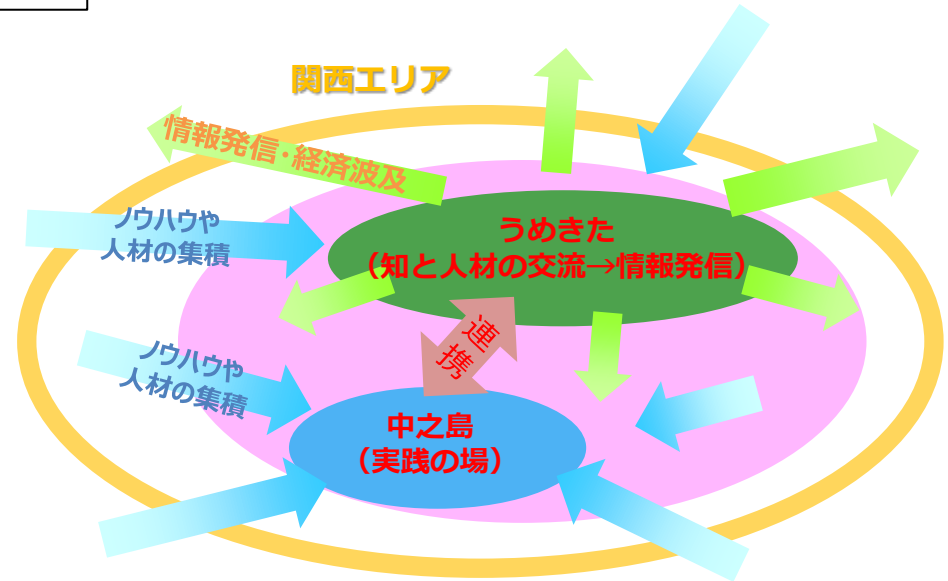 関西エリア
情報発信・経済波及
ノウハウや
人材の集積
うめきた
（知と人材の交流→情報発信）
連携
ノウハウや
人材の集積
中之島
（実践の場）